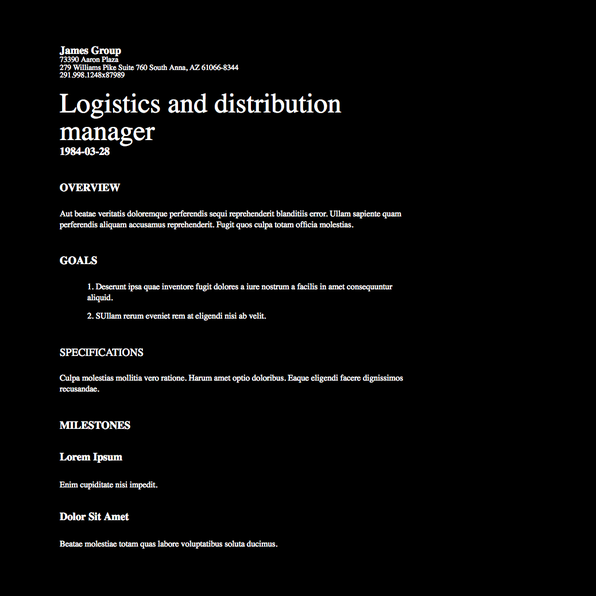 James Group
73390 Aaron Plaza
279 Williams Pike Suite 760 South Anna, AZ 61066-8344
291.998.1248x87989
Logistics and distribution
manager
1984-03-28
OVERVIEW
Aut beatae veritatis doloremque perferendis sequi reprehenderit blanditiis error. Ullam sapiente quam
perferendis aliquam accusamus reprehenderit. Fugit quos culpa totam officia molestias.
GOALS
1. Deserunt ipsa quae inventore fugit dolores a iure nostrum a facilis in amet consequuntur
aliquid.
2. SUllam rerum eveniet rem at eligendi nisi ab velit.
SPECIFICATIONS
Culpa molestias mollitia vero ratione. Harum amet optio doloribus. Eaque eligendi facere dignissimos
recusandae.
MILESTONES
Lorem Ipsum
Enim cupiditate nisi impedit.
Dolor Sit Amet
Beatae molestiae totam quas labore voluptatibus soluta ducimus.